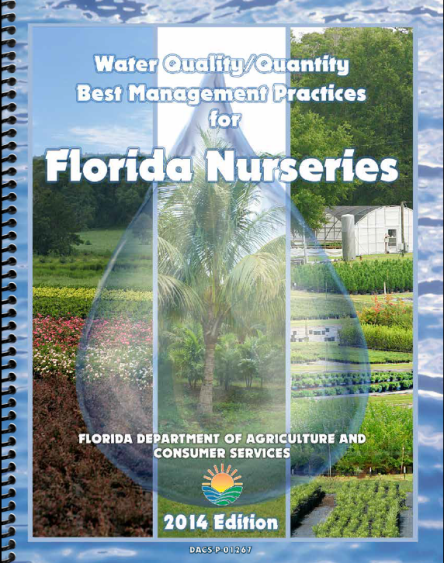 Water Quality/Quantity
Best Management Practices
for
Florida Nurseries
FLORIDA DEPARTMENT OF AGRICULTURE AND
CONSUMER SERVICES
2014 Edition
DACS-P-01267